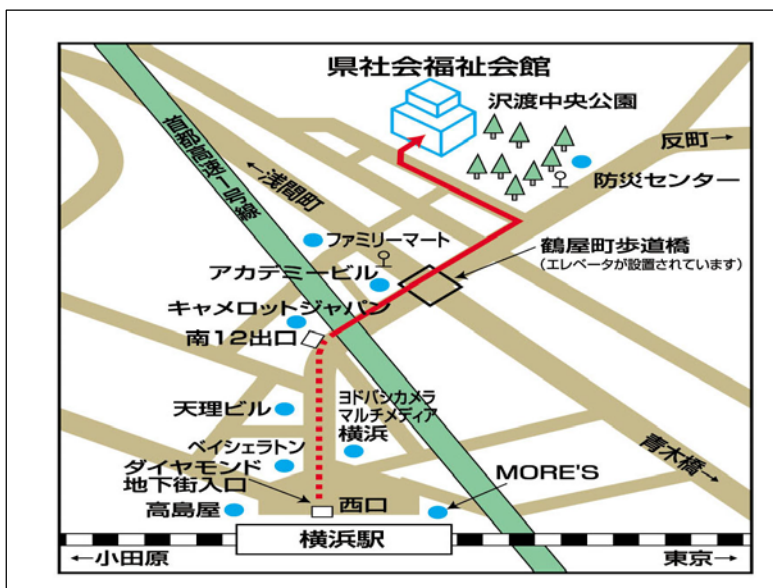 県社会福祉会館
沢渡中央公園
反町
防災センター
首都高速1号線
浅間町
ファミリーマート
鶴屋町歩道橋
(エレベータが設置されています)
アカデミービル
キャメロットジャパン
南12出口
天理ビル
ヨドバシカメラ
マルチメディア
横浜
ベイシェラトン
ダイヤモンド
地下街入口
青木橋
MORE'S
高島屋
西口
横浜駅
←小田原
東京→